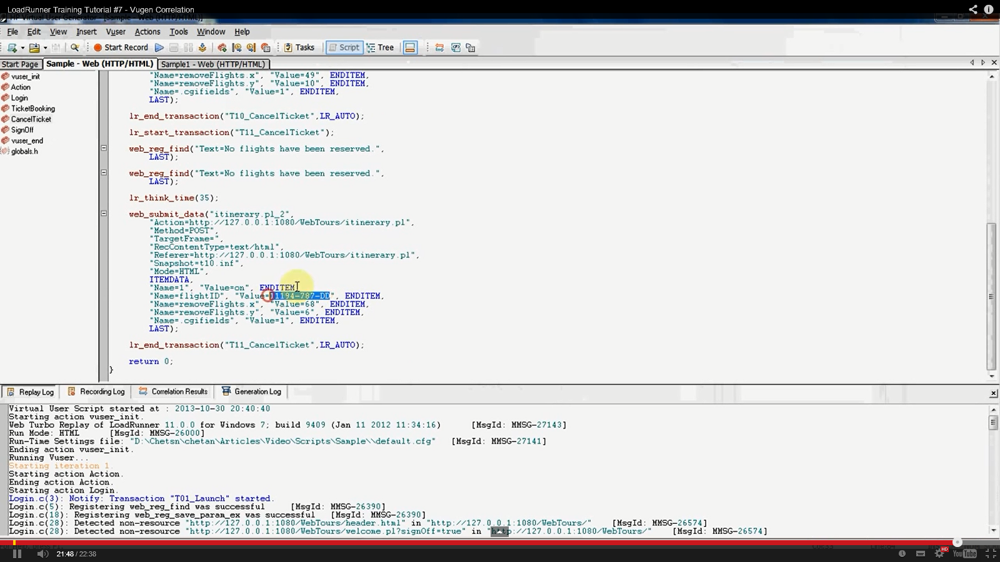 LoadRunner Training Tutorial #7 - Vugen Correlation
HP Virtual User Generator - [Sample - Web (HTTP/HTML)]
File Edit View Insert Vuser Actions Tools Window Help
Start Record Tasks Script Tree
Start Page Sample - Web (HTTP/HTML) Sample1 - Web (HTTP/HTML)
vuser_init
Action
Login
TicketBooking
CancelTicket
SignOff
vuser_end
globals.h
"Name=removeFlights.x", "Value=49", ENDITEM,
"Name=removeFlights.y", "Value=10", ENDITEM,
"Name=.cgifields", "Value=1", ENDITEM,
LAST);
lr_end_transaction("T10_CancelTicket",LR_AUTO);
lr_start_transaction("T11_CancelTicket");
web_reg_find("Text=No flights have been reserved.",
LAST);
web_reg_find("Text=No flights have been reserved.",
LAST);
lr_think_time(35);
web_submit_data("itinerary.pl_2",
"Action=http://127.0.0.1:1080/WebTours/itinerary.pl",
"Method=POST",
"TargetFrame=",
"RecContentType=text/html",
"Referer=http://127.0.0.1:1080/WebTours/itinerary.pl",
"Snapshot=t10.inf",
"Mode=HTML",
ITEMDATA,
"Name=1", "Value=on", ENDITEM,
"Name=flightID", "Value=11194-787-DD", ENDITEM,
"Name=removeFlights.x", "Value=68", ENDITEM,
"Name=removeFlights.y", "Value=6", ENDITEM,
"Name=.cgifields", "Value=1", ENDITEM,
LAST);
lr_end_transaction("T11_CancelTicket",LR_AUTO);
return 0;
}
Replay Log Recording Log Correlation Results Generation Log
Virtual User Script started at : 2013-10-30 20:40:40
Starting action vuser_init.
Web Turbo Replay of LoadRunner 11.0.0 for Windows 7; build 9409 (Jan 11 2012 11:34:16) [MsgId: MMSG-27143]
Run Mode: HTML [MsgId: MMSG-26000]
Run-Time Settings file: "D:\Chetsn\chetan\Articles\Video\Scripts\Sample\\default.cfg" [MsgId: MMSG-27141]
Ending action vuser_init.
Running Vuser...
Starting iteration 1.
Starting action Action.
Ending action Action.
Starting action Login.
Login.c(3): Notify: Transaction "T01_Launch" started.
Login.c(5): Registering web_reg_find was successful [MsgId: MMSG-26390]
Login.c(18): Registering web_reg_save_param_ex was successful [MsgId: MMSG-26390]
Login.c(28): Detected non-resource "http://127.0.0.1:1080/WebTours/header.html" in "http://127.0.0.1:1080/WebTours/" [MsgId: MMSG-26574]
Login.c(28): Detected non-resource "http://127.0.0.1:1080/WebTours/welcome.pl?signOff=true" in "http://127.0.0.1:1080/WebTours/" [MsgId: MMSG-26574]
21:48 / 22:38 HD YouTube